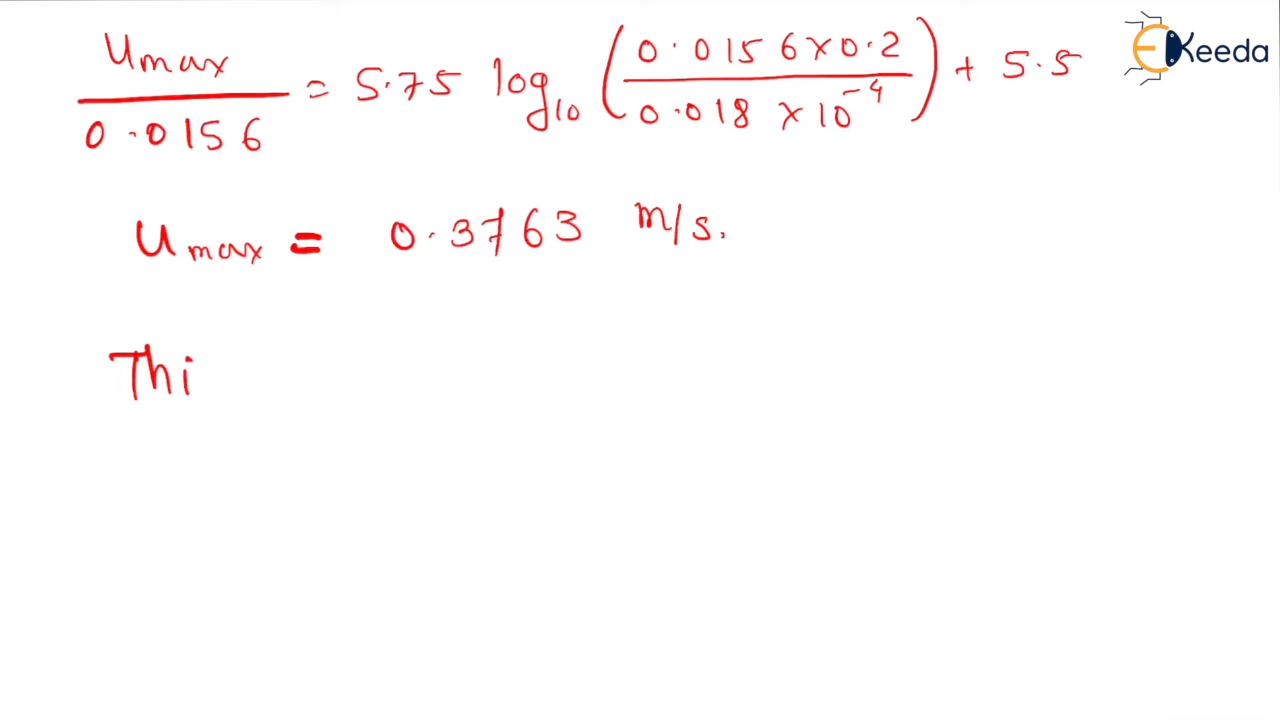 EKeeda
Umax / 0.0156 = 5.75 log10 (0.0156 × 0.2 / 0.018 × 10^-4) + 5.5
Umax = 0.3763 m/s.
Thi